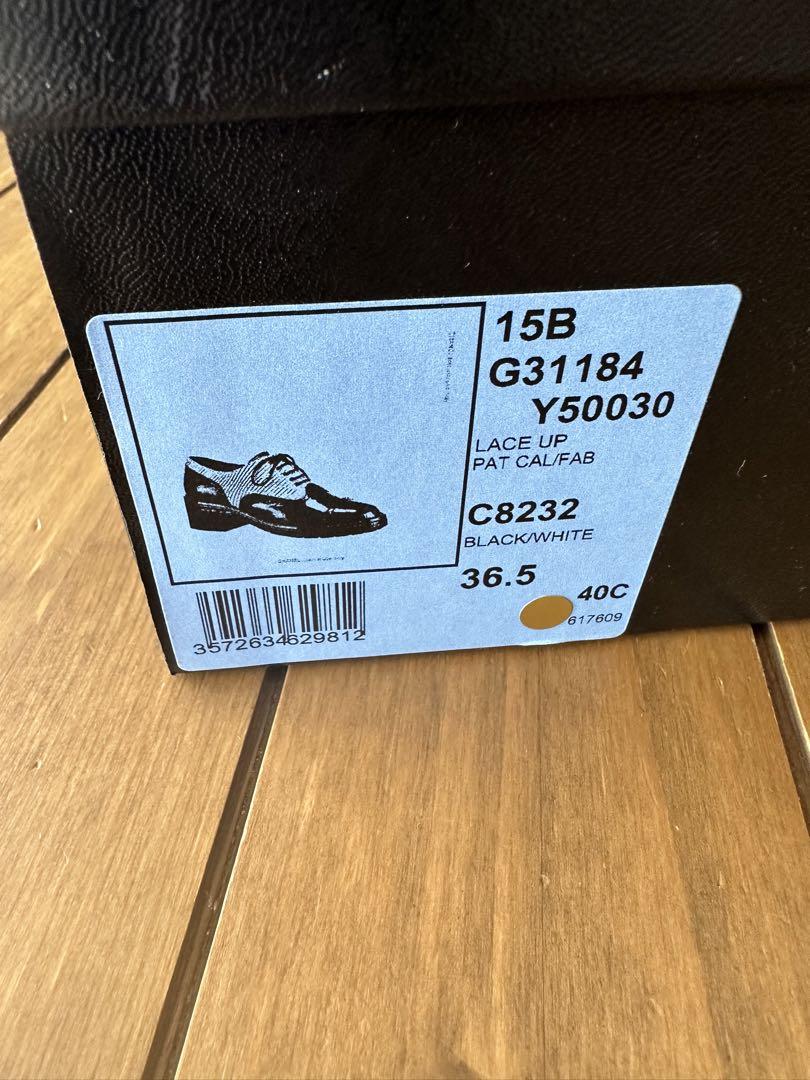 15B
G31184
Y50030
LACE UP
PAT CAL/FAB
C8232
BLACK/WHITE
36.5
40C
617609
3572634629812